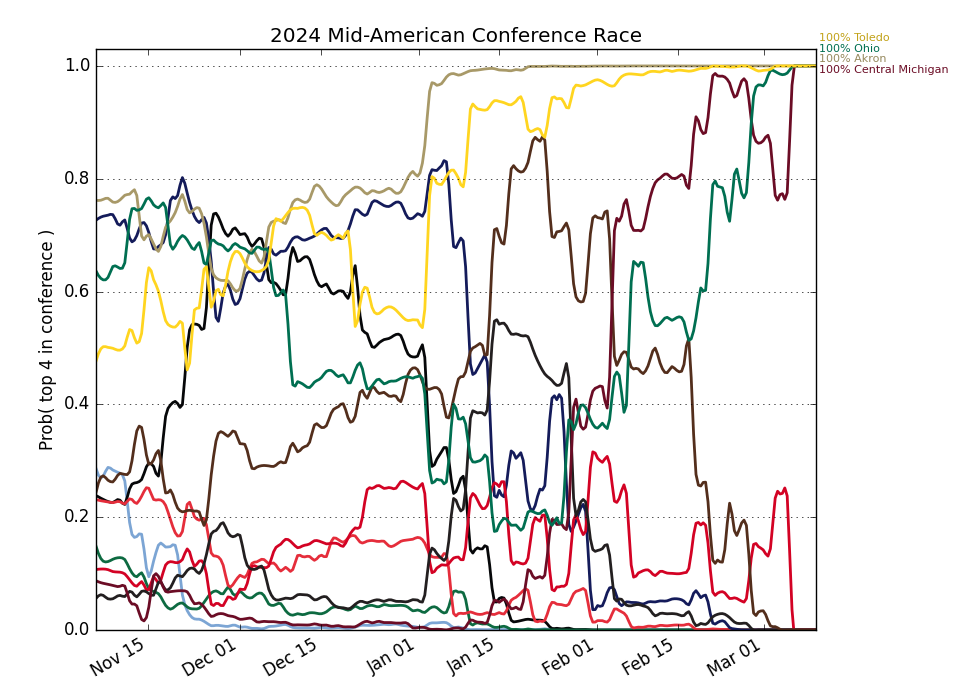 2024 Mid-American Conference Race
100% Toledo
100% Ohio
100% Akron
100% Central Michigan
Prob( top 4 in conference )
1.0
0.8
0.6
0.4
0.2
0.0
Nov 15
Dec 01
Dec 15
Jan 01
Jan 15
Feb 01
Feb 15
Mar 01